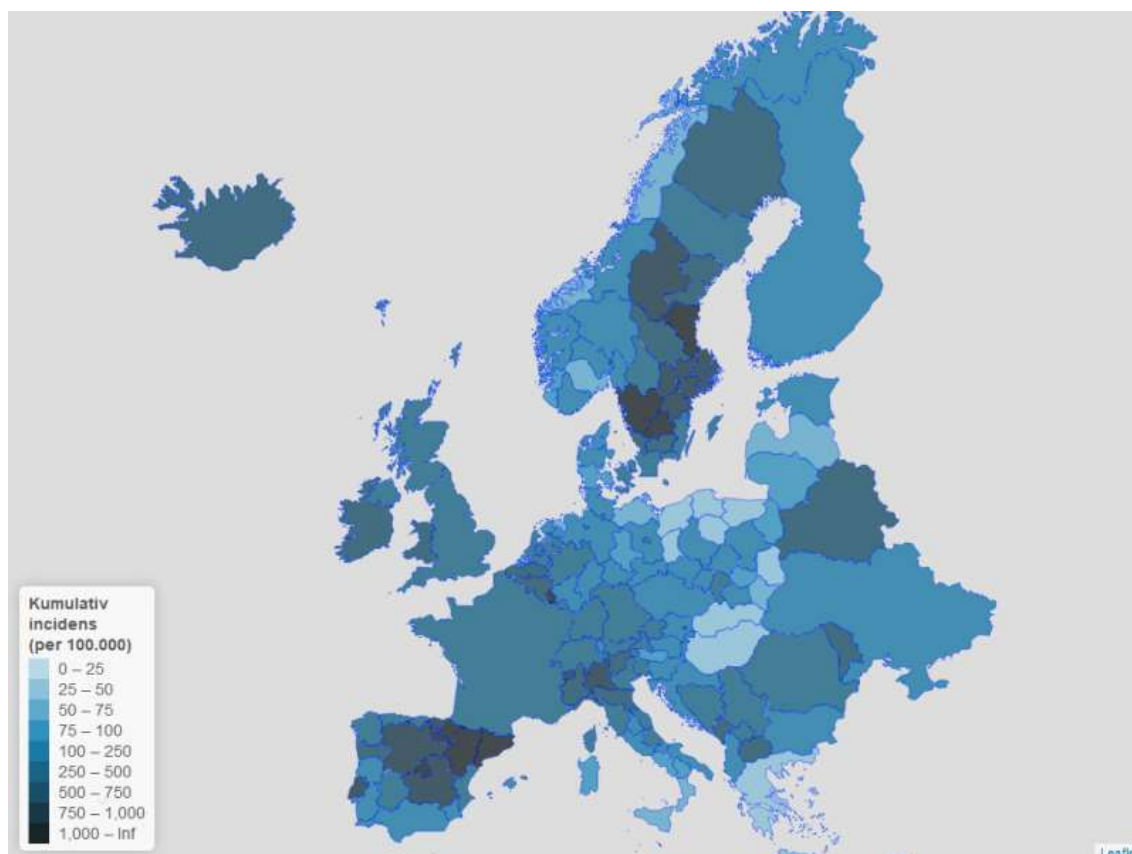 Kumulativ
incidens
(per 100.000)
0 – 25
25 – 50
50 – 75
75 – 100
100 – 250
250 – 500
500 – 750
750 – 1,000
1,000 – Inf